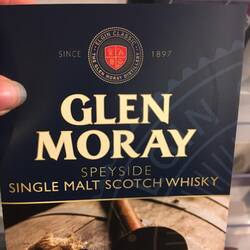 ELGIN CLASSIC
SINCE
1897
THE GLEN MORAY DISTILLERY
GLEN
MORAY
SPEYSIDE
SINGLE MALT SCOTCH WHISKY